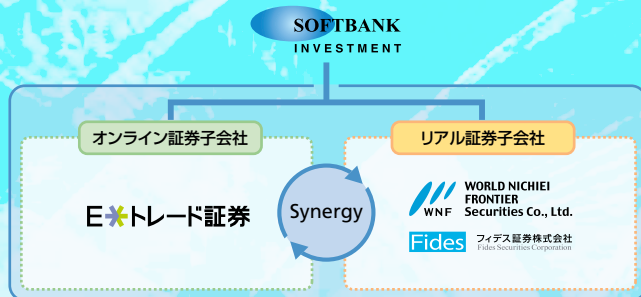 SOFTBANK
INVESTMENT
オンライン証券子会社
リアル証券子会社
E*トレード証券
Synergy
WNF
WORLD NICHIEI
FRONTIER
Securities Co., Ltd.
Fides
フィデス証券株式会社
Fides Securities Corporation